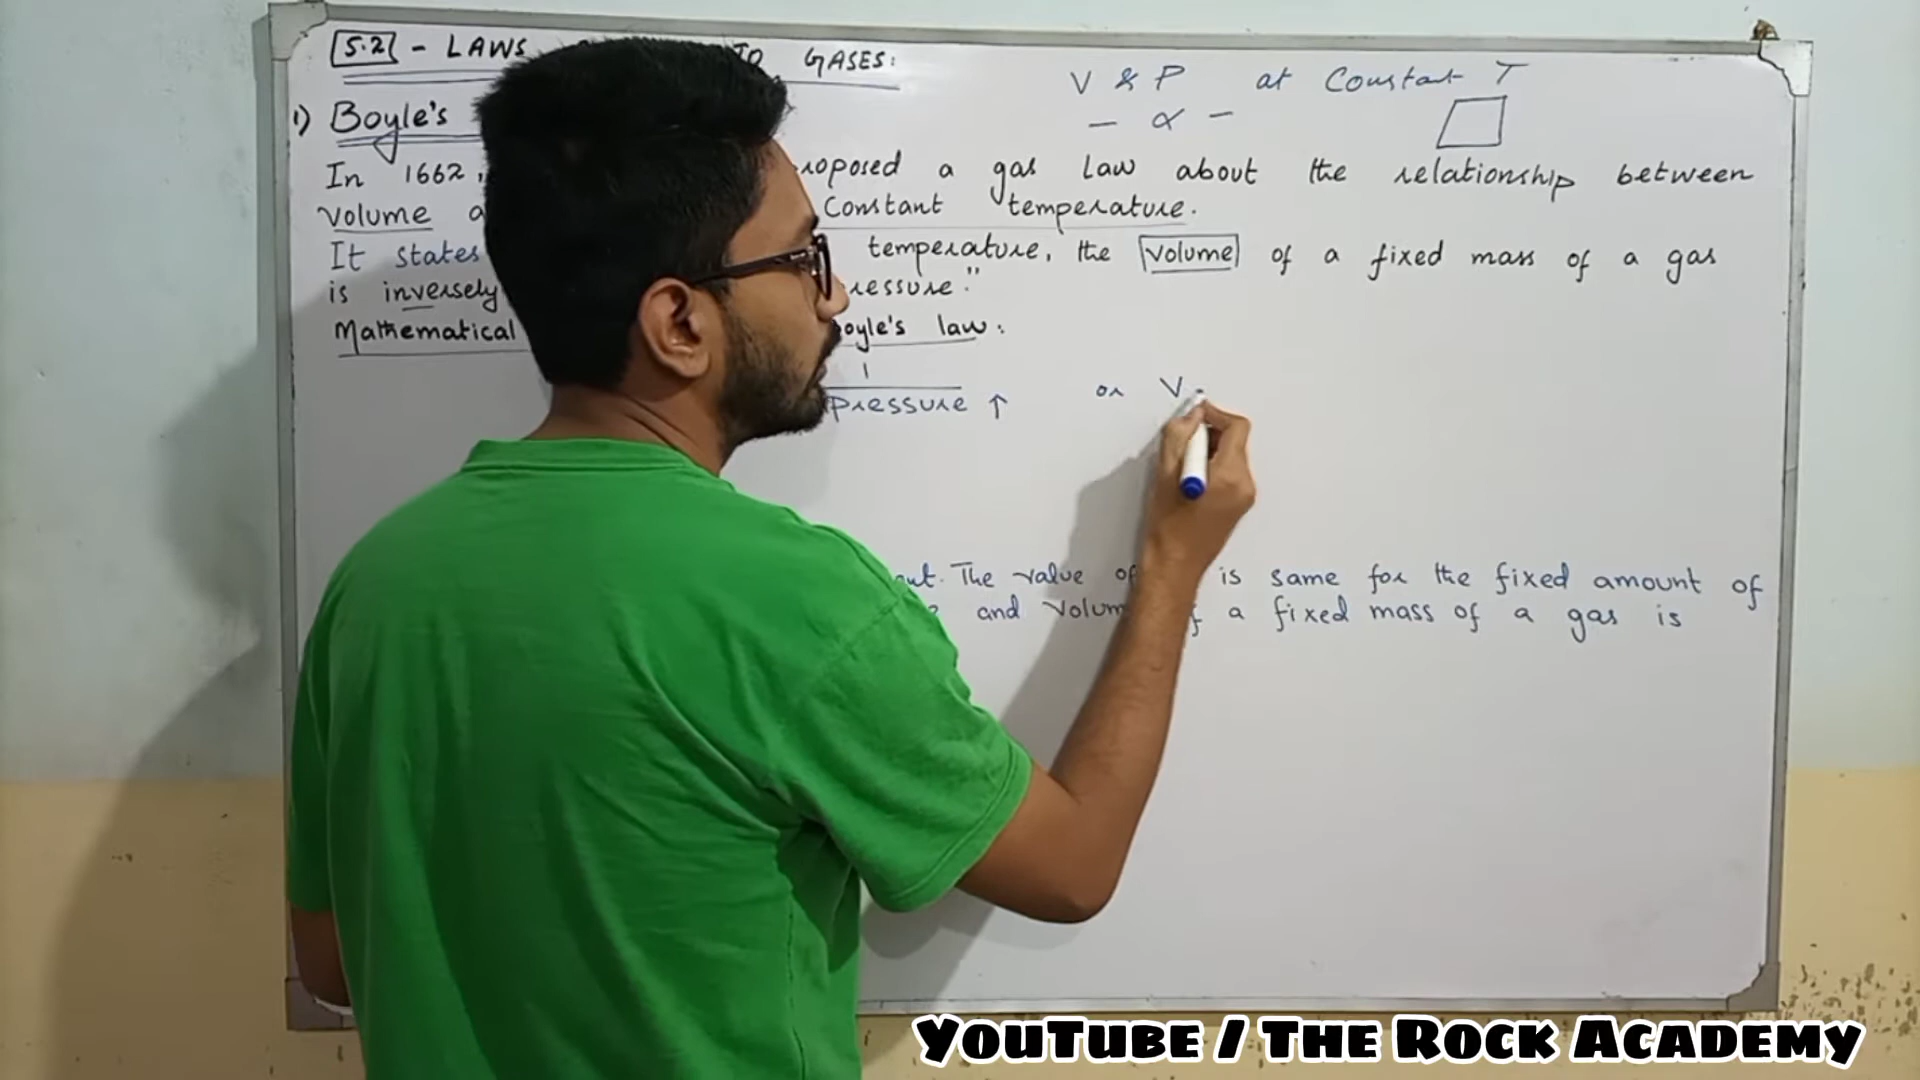 5.2 - LAWS TO GASES:
V & P at Constant T
— ∝ —
1) Boyle's
In 1662, roposed a gas law about the relationship between
volume a Constant temperature.
It states temperature, the volume of a fixed mass of a gas
is inversely ressure."
Mathematical oyle's law:
1
Pressure ↑ or V
out. The value of is same for the fixed amount of
and volum a fixed mass of a gas is
YouTube / The Rock Academy